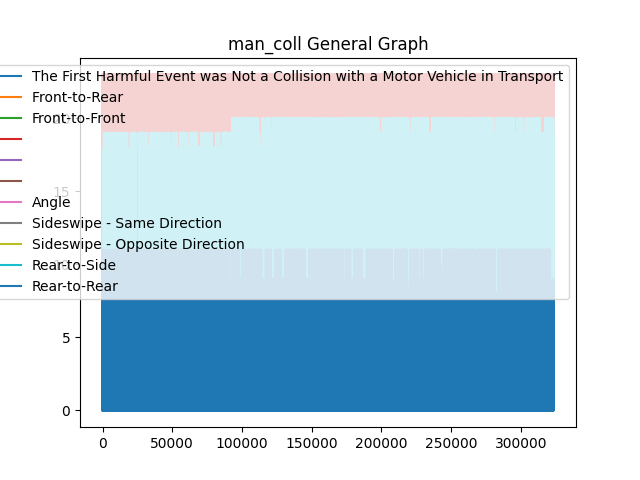 man_coll General Graph
The First Harmful Event was Not a Collision with a Motor Vehicle in Transport
Front-to-Rear
Front-to-Front
Angle
Sideswipe - Same Direction
Sideswipe - Opposite Direction
Rear-to-Side
Rear-to-Rear
15
5
0
0 50000 100000 150000 200000 250000 300000